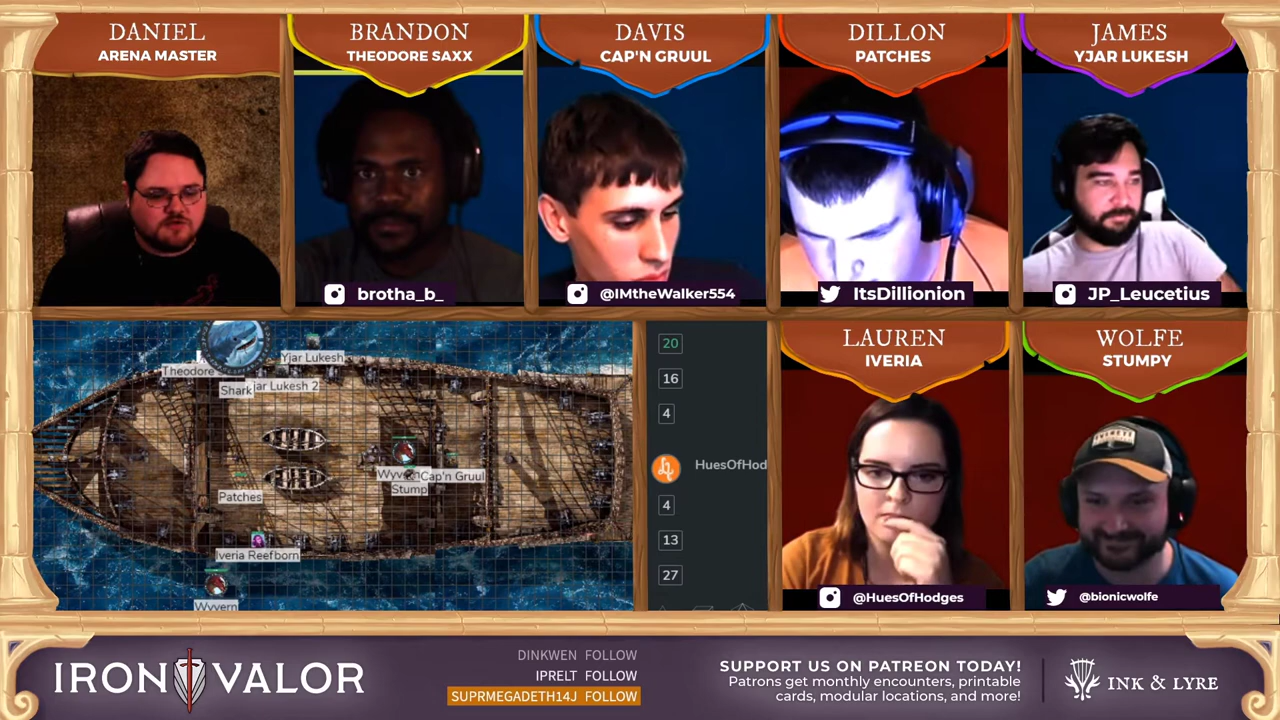 DANIEL
ARENA MASTER
BRANDON
THEODORE SAXX
DAVIS
CAP'N GRUUL
DILLON
PATCHES
JAMES
YJAR LUKESH
brotha_b_
@IMtheWalker554
ItsDillionion
JP_Leucetius
Yjar Lukesh
Theodore
Shark
jar Lukesh 2
Cap'n Gruul
Stump
Patches
Iveria Reefborn
Wyvern
20
16
4
HuesOfHod
4
13
27
LAUREN
IVERIA
WOLFE
STUMPY
@HuesOfHodges
@bionicwolfe
IRON VALOR
DINKWEN FOLLOW
IPRELT FOLLOW
SUPRMEGADETH14J FOLLOW
SUPPORT US ON PATREON TODAY!
Patrons get monthly encounters, printable
cards, modular locations, and more!
INK & LYRE